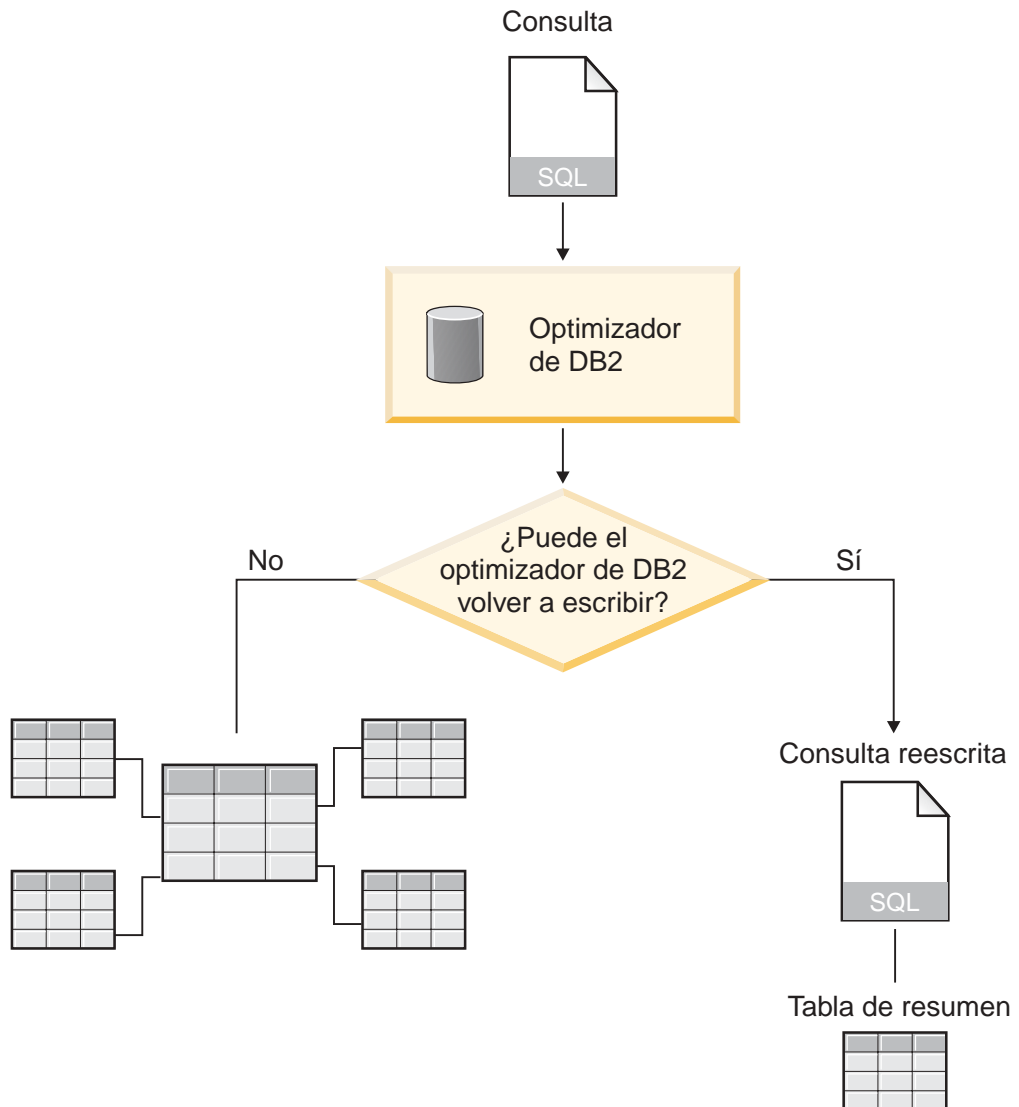 Consulta
SQL
Optimizador
de DB2
¿Puede el
optimizador de DB2
volver a escribir?
No
Sí
Consulta reescrita
SQL
Tabla de resumen